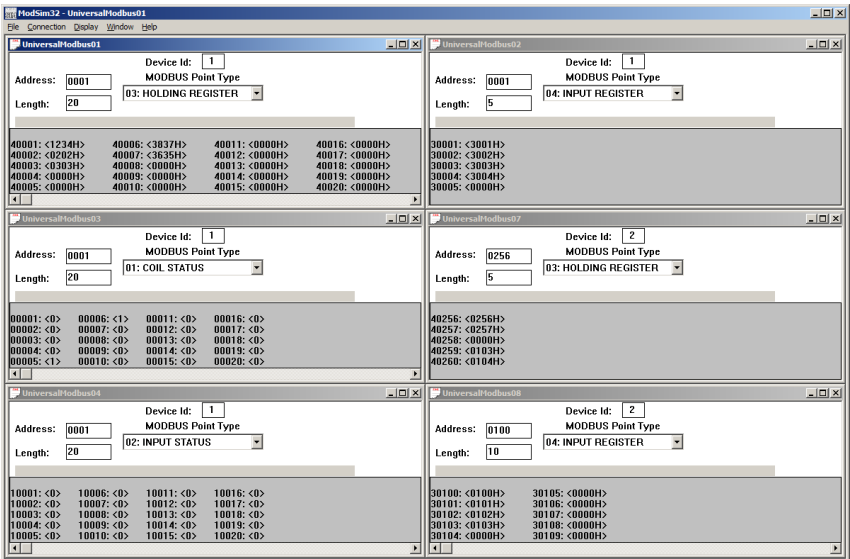 ModSim32 - UniversalModbus01
File Connection Display Window Help
UniversalModbus01
Device Id: 1
Address: 0001 MODBUS Point Type
03: HOLDING REGISTER
Length: 20
40001: <1234H> 40006: <3837H> 40011: <0000H> 40016: <0000H>
40002: <0202H> 40007: <3635H> 40012: <0000H> 40017: <0000H>
40003: <0303H> 40008: <0000H> 40013: <0000H> 40018: <0000H>
40004: <0000H> 40009: <0000H> 40014: <0000H> 40019: <0000H>
40005: <0000H> 40010: <0000H> 40015: <0000H> 40020: <0000H>
UniversalModbus02
Device Id: 1
Address: 0001 MODBUS Point Type
04: INPUT REGISTER
Length: 5
30001: <3001H>
30002: <3002H>
30003: <3003H>
30004: <3004H>
30005: <0000H>
UniversalModbus03
Device Id: 1
Address: 0001 MODBUS Point Type
01: COIL STATUS
Length: 20
00001: <0> 00006: <1> 00011: <0> 00016: <0>
00002: <0> 00007: <0> 00012: <0> 00017: <0>
00003: <0> 00008: <0> 00013: <0> 00018: <0>
00004: <0> 00009: <0> 00014: <0> 00019: <0>
00005: <1> 00010: <0> 00015: <0> 00020: <0>
UniversalModbus07
Device Id: 2
Address: 0256 MODBUS Point Type
03: HOLDING REGISTER
Length: 5
40256: <0256H>
40257: <0257H>
40258: <0000H>
40259: <0103H>
40260: <0104H>
UniversalModbus04
Device Id: 1
Address: 0001 MODBUS Point Type
02: INPUT STATUS
Length: 20
10001: <0> 10006: <0> 10011: <0> 10016: <0>
10002: <0> 10007: <0> 10012: <0> 10017: <0>
10003: <0> 10008: <0> 10013: <0> 10018: <0>
10004: <0> 10009: <0> 10014: <0> 10019: <0>
10005: <0> 10010: <0> 10015: <0> 10020: <0>
UniversalModbus08
Device Id: 2
Address: 0100 MODBUS Point Type
04: INPUT REGISTER
Length: 10
30100: <0100H> 30105: <0000H>
30101: <0101H> 30106: <0000H>
30102: <0102H> 30107: <0000H>
30103: <0103H> 30108: <0000H>
30104: <0000H> 30109: <0000H>